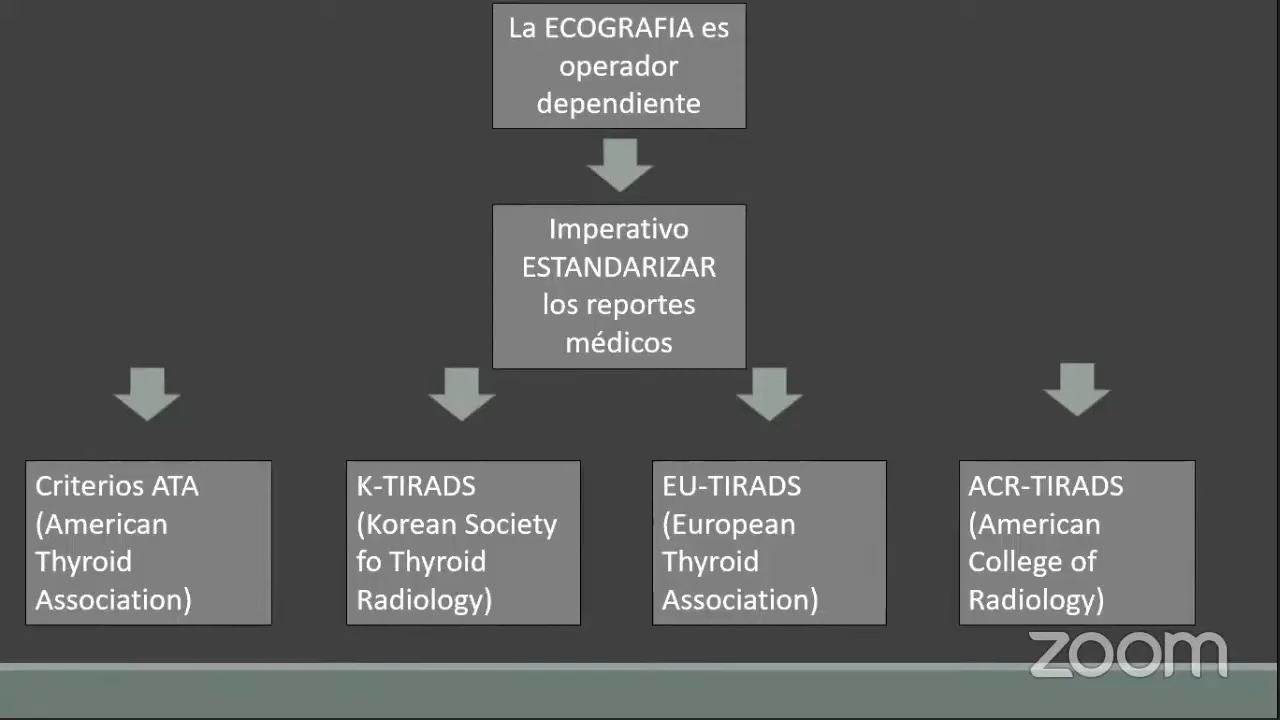 La ECOGRAFIA es
operador
dependiente
Imperativo
ESTANDARIZAR
los reportes
médicos
Criterios ATA
(American
Thyroid
Association)
K-TIRADS
(Korean Society
fo Thyroid
Radiology)
EU-TIRADS
(European
Thyroid
Association)
ACR-TIRADS
(American
College of
Radiology)
zoom